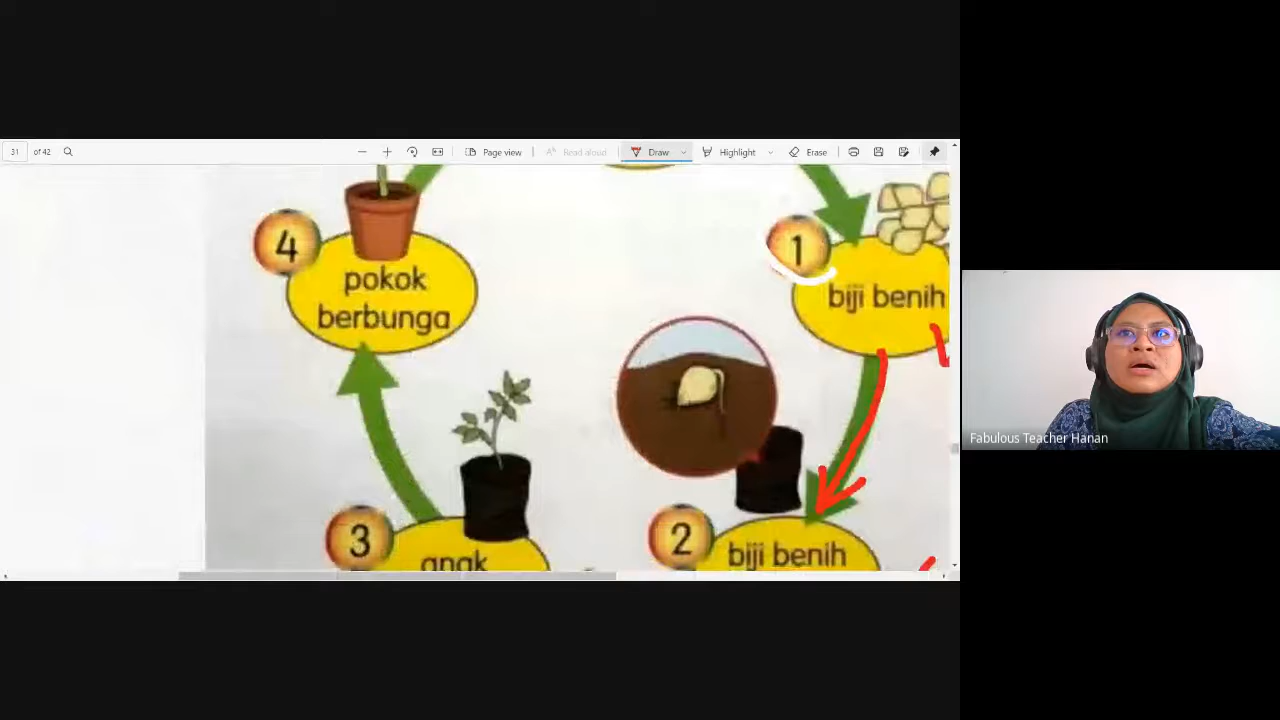 31 of 42
Page view
Read aloud
Draw
Highlight
Erase
4
pokok
berbunga
1
biji benih
3
anak
2
biji benih
Fabulous Teacher Hanan